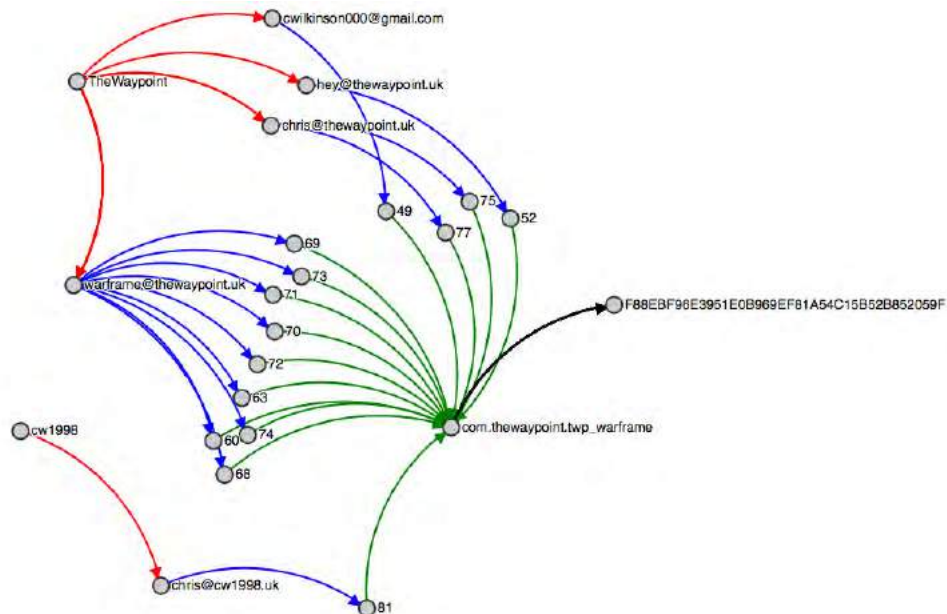 cwilkinson000@gmail.com
TheWaypoint
hey@thewaypoint.uk
chris@thewaypoint.uk
75
49
52
77
69
73
warframe@thewaypoint.uk
71
F88EBF96E3951E0B969EF81A54C15B52B852059F
70
72
63
com.thewaypoint.twp_warframe
cw1998
60
74
68
chris@cw1998.uk
81